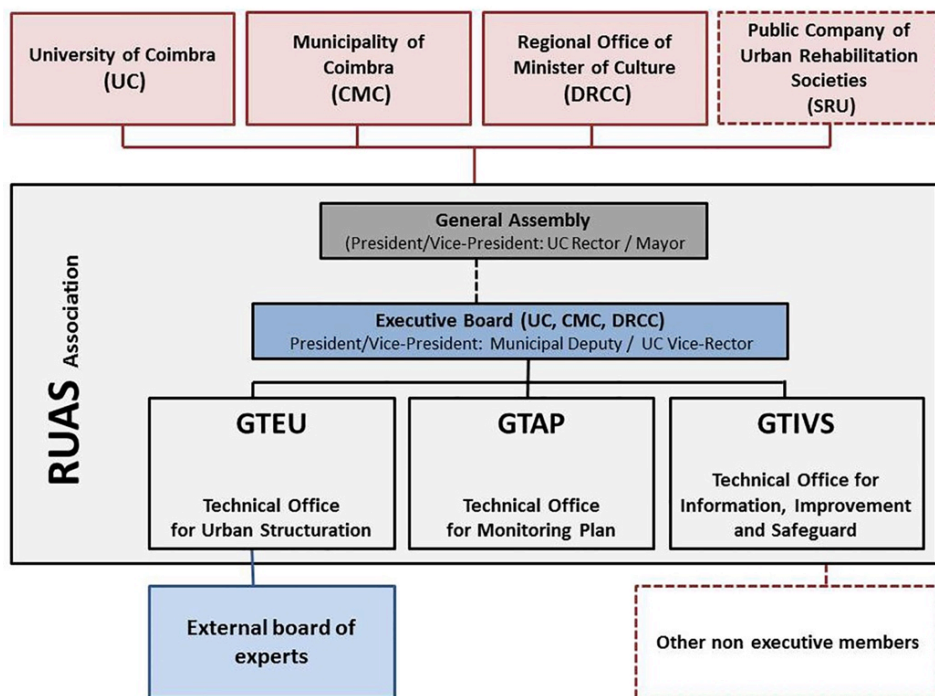 University of Coimbra
(UC)
Municipality of
Coimbra
(CMC)
Regional Office of
Minister of Culture
(DRCC)
Public Company of
Urban Rehabilitation
Societies
(SRU)
RUAS Association
General Assembly
(President/Vice-President: UC Rector / Mayor
Executive Board (UC, CMC, DRCC)
President/Vice-President: Municipal Deputy / UC Vice-Rector
GTEU
Technical Office
for Urban Structuration
GTAP
Technical Office
for Monitoring Plan
GTIVS
Technical Office for
Information, Improvement
and Safeguard
External board of
experts
Other non executive members